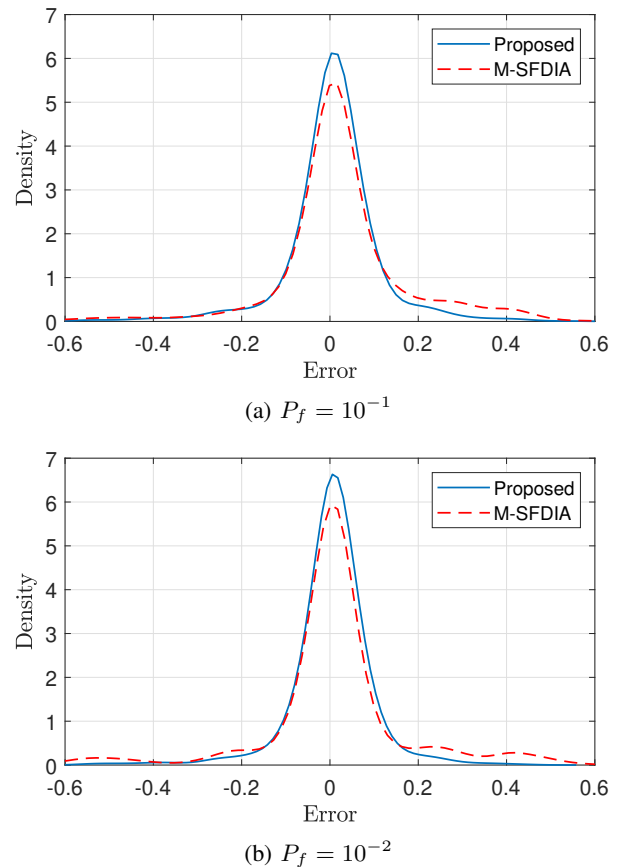 7
6
5
4
3
2
1
0
Density
Proposed
M-SFDIA
-0.6 -0.4 -0.2 0 0.2 0.4 0.6
Error
(a) $P_f = 10^{-1}$
7
6
5
4
3
2
1
0
Density
Proposed
M-SFDIA
-0.6 -0.4 -0.2 0 0.2 0.4 0.6
Error
(b) $P_f = 10^{-2}$